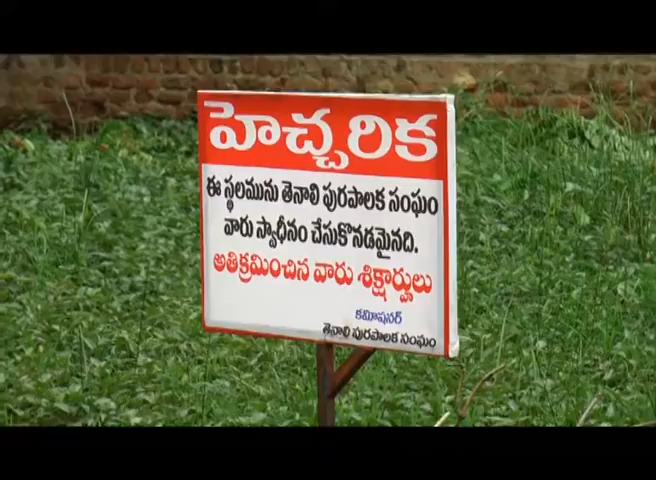 హెచ్చరిక
ఈ స్థలమును తెనాలి పురపాలక సంఘం
వారు స్వాధీనం చేసుకొనడమైనది.
అతిక్రమించిన వారు శిక్షార్హులు
కమీషనర్
తెనాలి పురపాలక సంఘం.